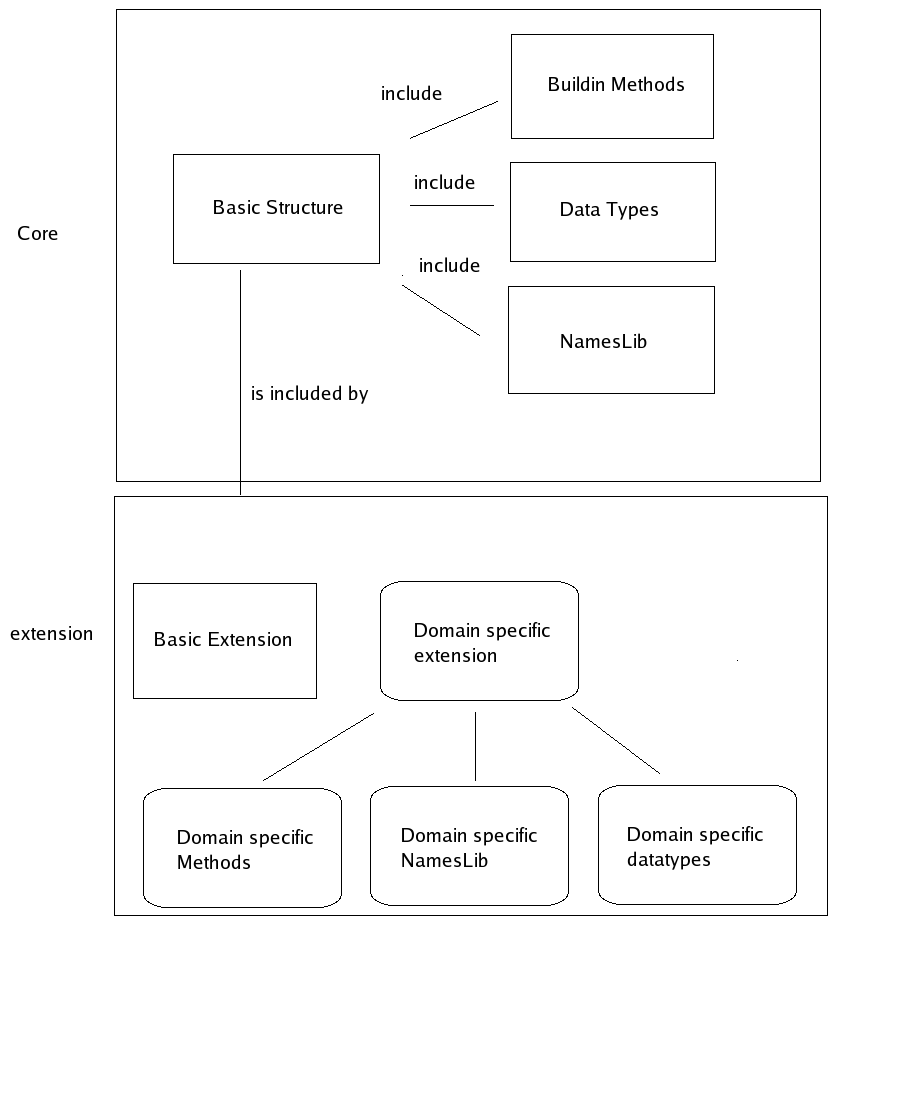 Buildin Methods
include
include
Basic Structure
Data Types
Core
include
NamesLib
is included by
Domain specific
extension
extension
Basic Extension
Domain specific
Methods
Domain specific
NamesLib
Domain specific
datatypes